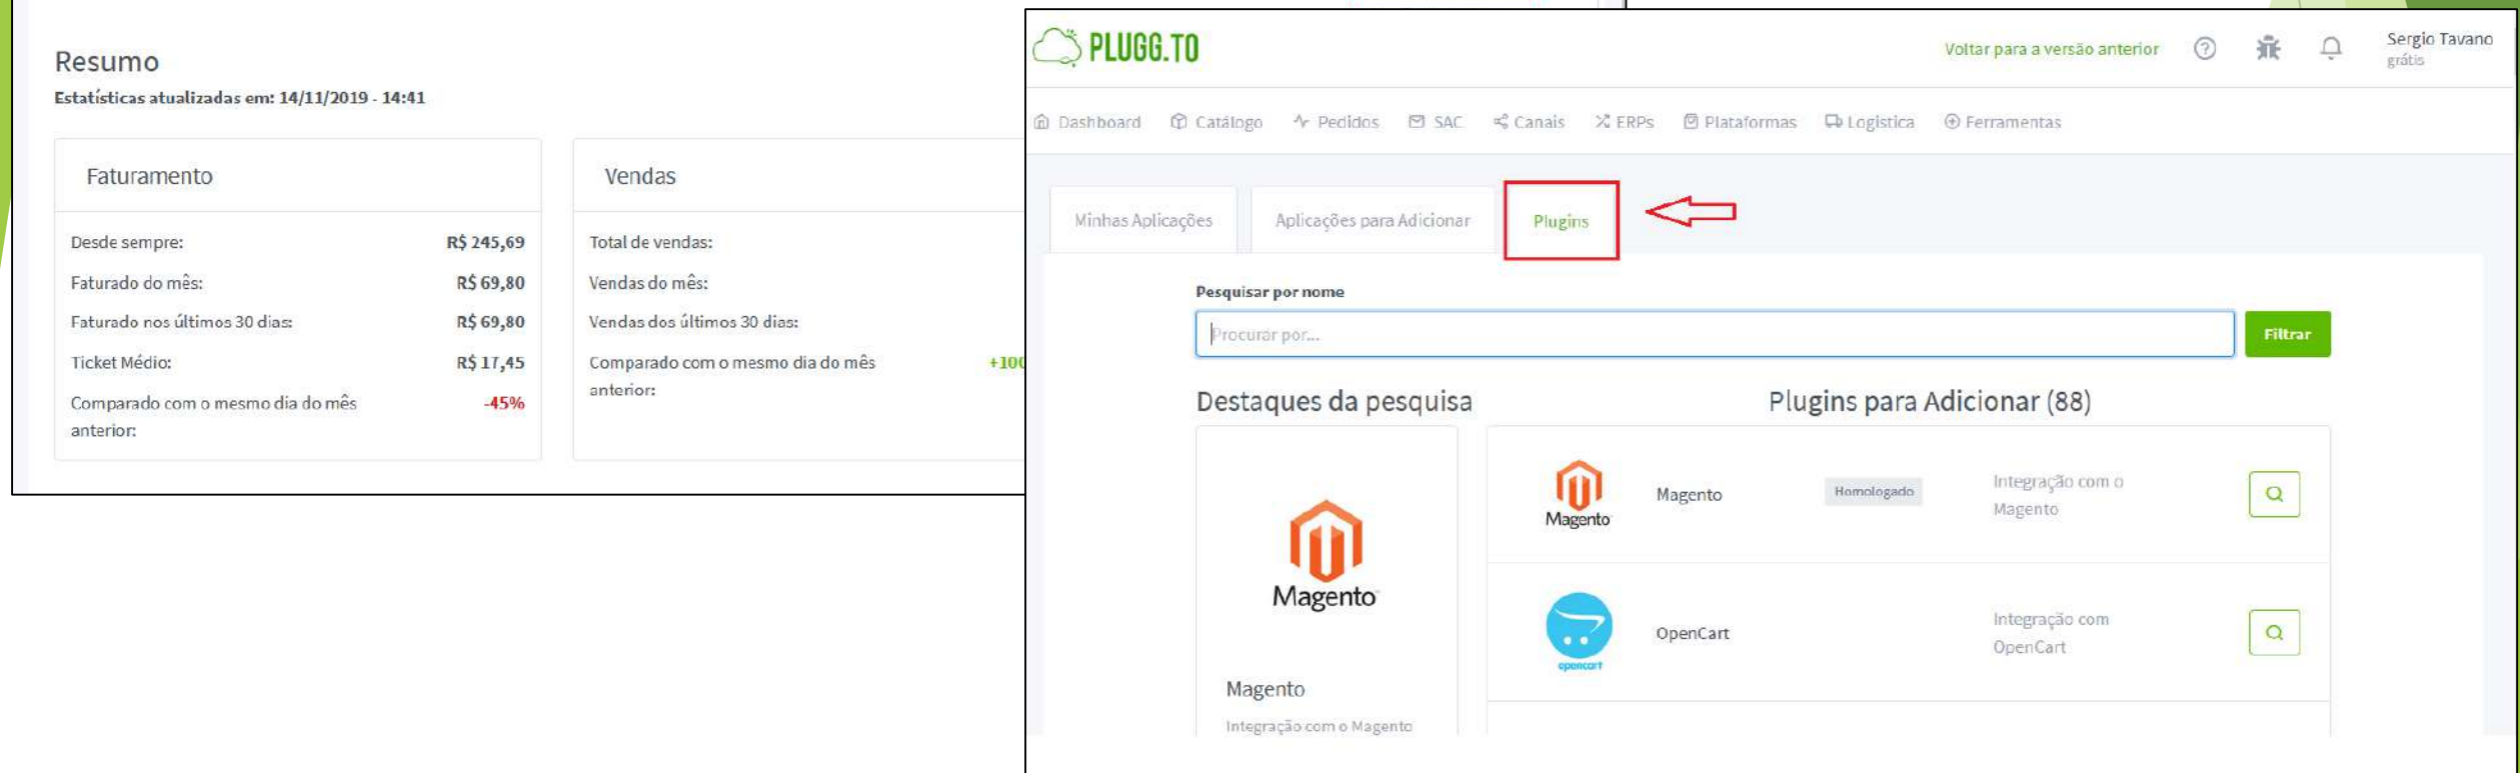 Resumo
Estatísticas atualizadas em: 14/11/2019 - 14:41
Faturamento
Desde sempre: R$ 245,69
Faturado do mês: R$ 69,80
Faturado nos últimos 30 dias: R$ 69,80
Ticket Médio: R$ 17,45
Comparado com o mesmo dia do mês -45%
anterior:
Vendas
Total de vendas:
Vendas do mês:
Vendas dos últimos 30 dias:
Comparado com o mesmo dia do mês +100
anterior:
PLUGG.TO
Voltar para a versão anterior
Sergio Tavano
grátis
Dashboard Catálogo Pedidos SAC Canais ERPs Plataformas Logistica Ferramentas
Minhas Aplicações Aplicações para Adicionar Plugins
Pesquisar por nome
Procurar por... Filtrar
Destaques da pesquisa
Magento
Magento
Integração com o Magento
Plugins para Adicionar (88)
Magento
Magento Homologado
Integração com o
Magento
opencart
OpenCart
Integração com
OpenCart